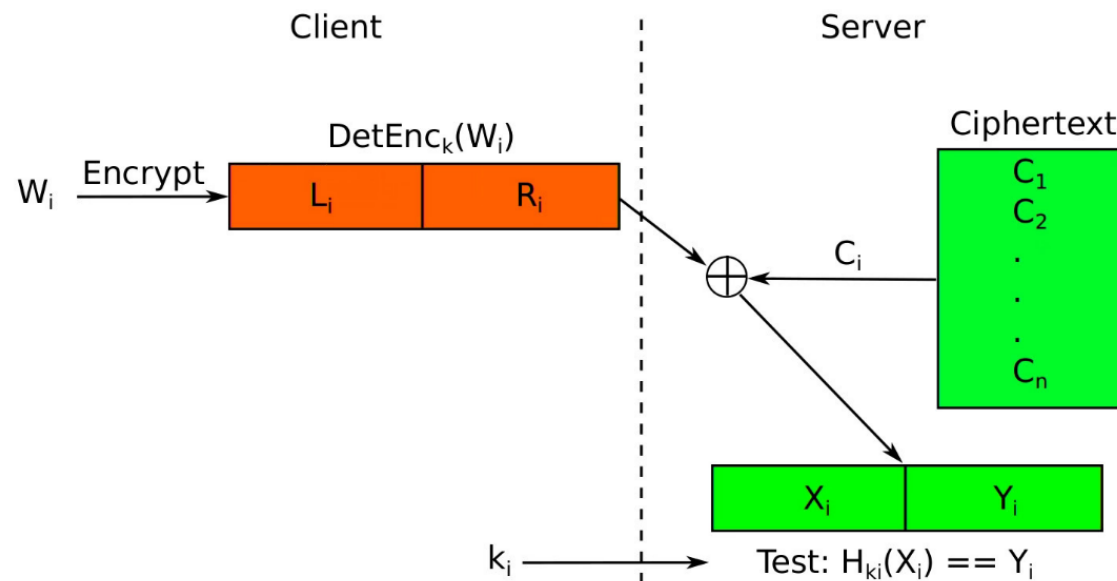 Client
Server
DetEncₖ(Wᵢ)
Ciphertext
Wᵢ
Encrypt
Lᵢ
Rᵢ
C₁
C₂
.
.
.
Cₙ
Cᵢ
Xᵢ
Yᵢ
kᵢ
Test: Hₖᵢ(Xᵢ) == Yᵢ